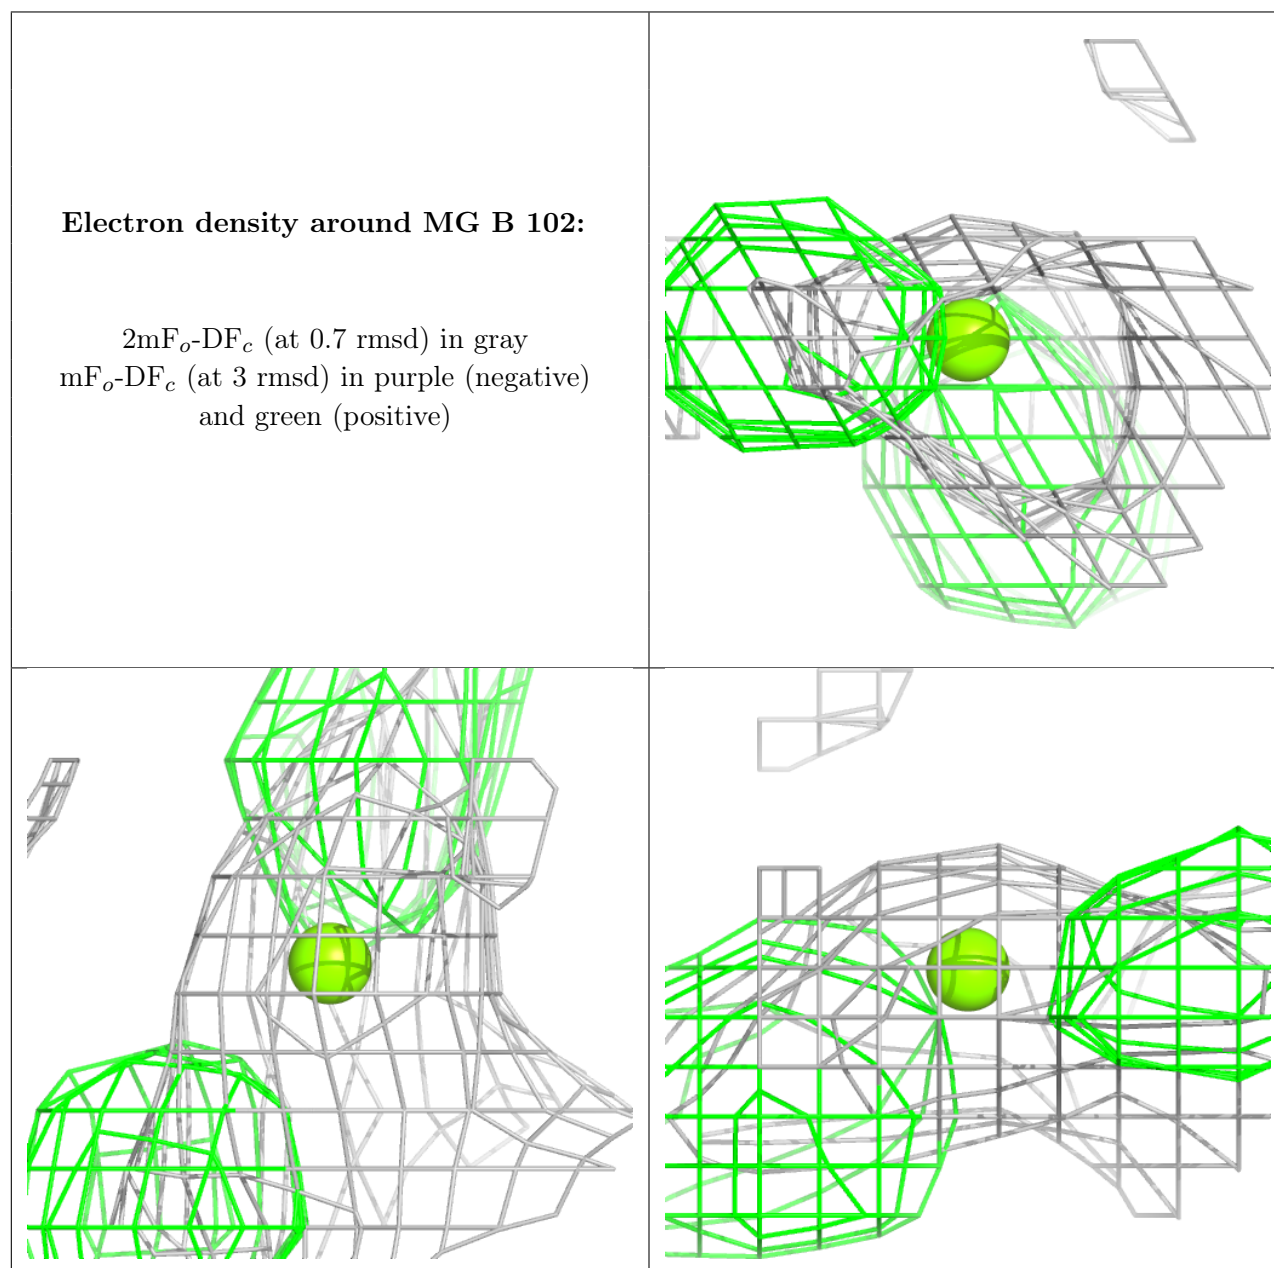 Electron density around MG B 102:
2mFo-DFc (at 0.7 rmsd) in gray
mFo-DFc (at 3 rmsd) in purple (negative)
and green (positive)